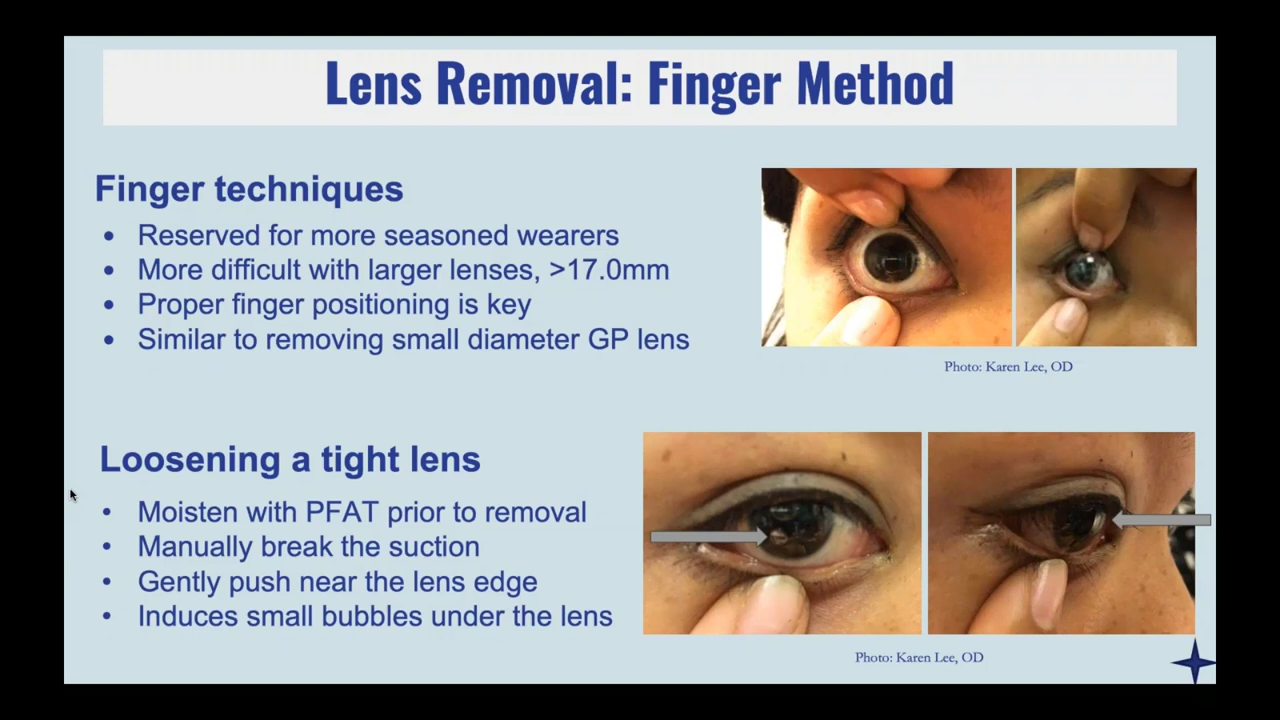 Lens Removal: Finger Method
Finger techniques
• Reserved for more seasoned wearers
• More difficult with larger lenses, >17.0mm
• Proper finger positioning is key
• Similar to removing small diameter GP lens
Photo: Karen Lee, OD
Loosening a tight lens
• Moisten with PFAT prior to removal
• Manually break the suction
• Gently push near the lens edge
• Induces small bubbles under the lens
Photo: Karen Lee, OD